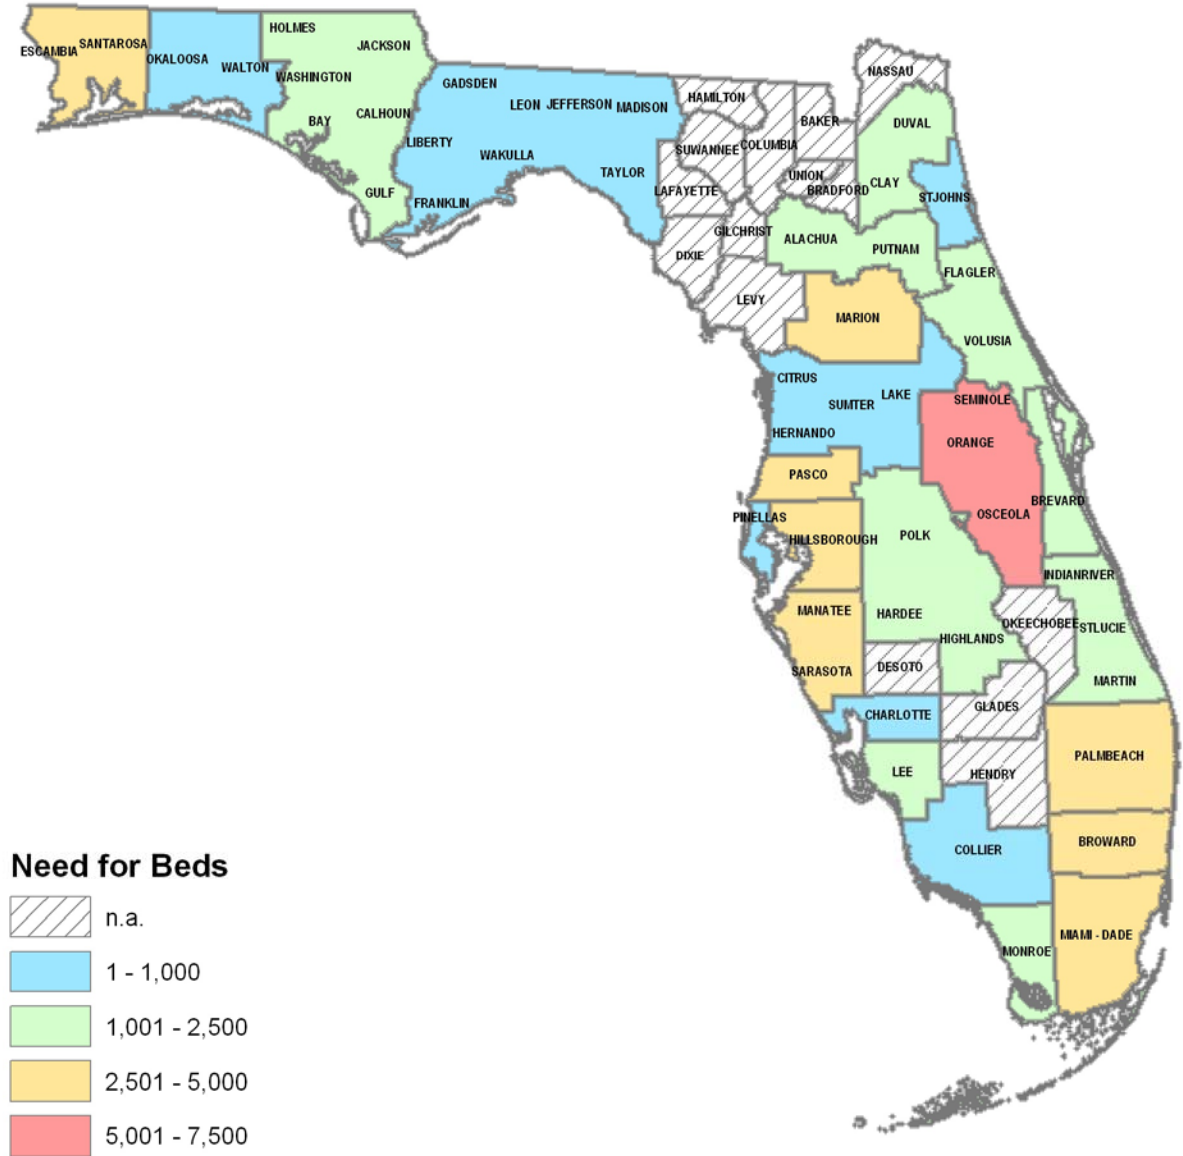 HOLMES
JACKSON
ESCAMBIA
SANTAROSA
OKALOOSA
WALTON
WASHINGTON
GADSDEN
LEON
JEFFERSON
MADISON
CALHOUN
BAY
LIBERTY
WAKULLA
TAYLOR
GULF
FRANKLIN
NASSAU
HAMILTON
BAKER
DUVAL
SUWANNEE
COLUMBIA
UNION
BRADFORD
CLAY
LAFAYETTE
STJOHNS
GILCHRIST
ALACHUA
PUTNAM
DIXIE
FLAGLER
LEVY
MARION
VOLUSIA
CITRUS
LAKE
SUMTER
SEMINOLE
HERNANDO
ORANGE
PASCO
BREVARD
OSCEOLA
PINELLAS
HILLSBOROUGH
POLK
INDIANRIVER
MANATEE
HARDEE
OKEECHOBEE
STLUCIE
HIGHLANDS
SARASOTA
DESOTO
MARTIN
CHARLOTTE
GLADES
LEE
HENDRY
PALMBEACH
COLLIER
BROWARD
MIAMI - DADE
MONROE
Need for Beds
n.a.
1 - 1,000
1,001 - 2,500
2,501 - 5,000
5,001 - 7,500